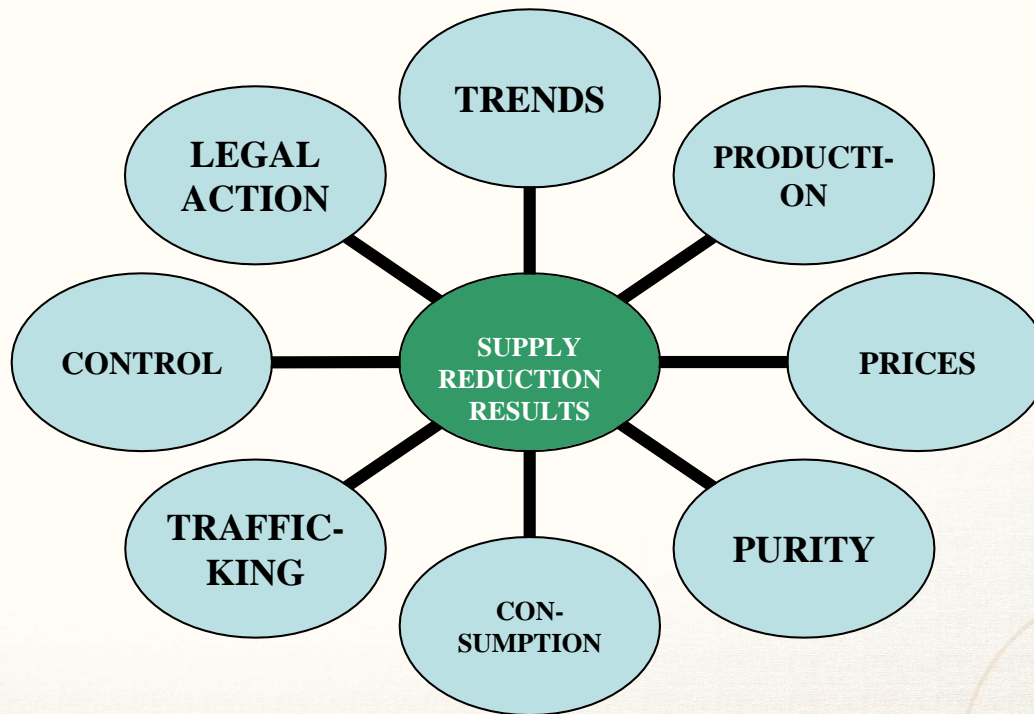 TRENDS
LEGAL
ACTION
PRODUCTI-
ON
CONTROL
SUPPLY
REDUCTION
RESULTS
PRICES
TRAFFIC-
KING
PURITY
CON-
SUMPTION